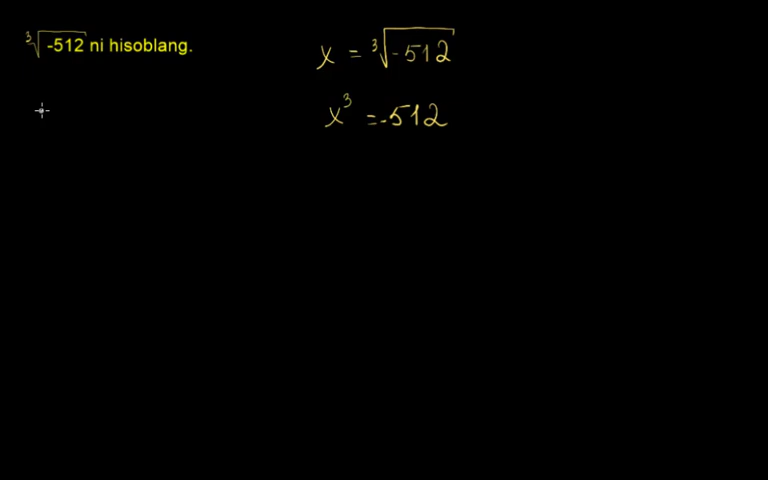 ∛-512 ni hisoblang.
x = ∛-512
x³ = -512